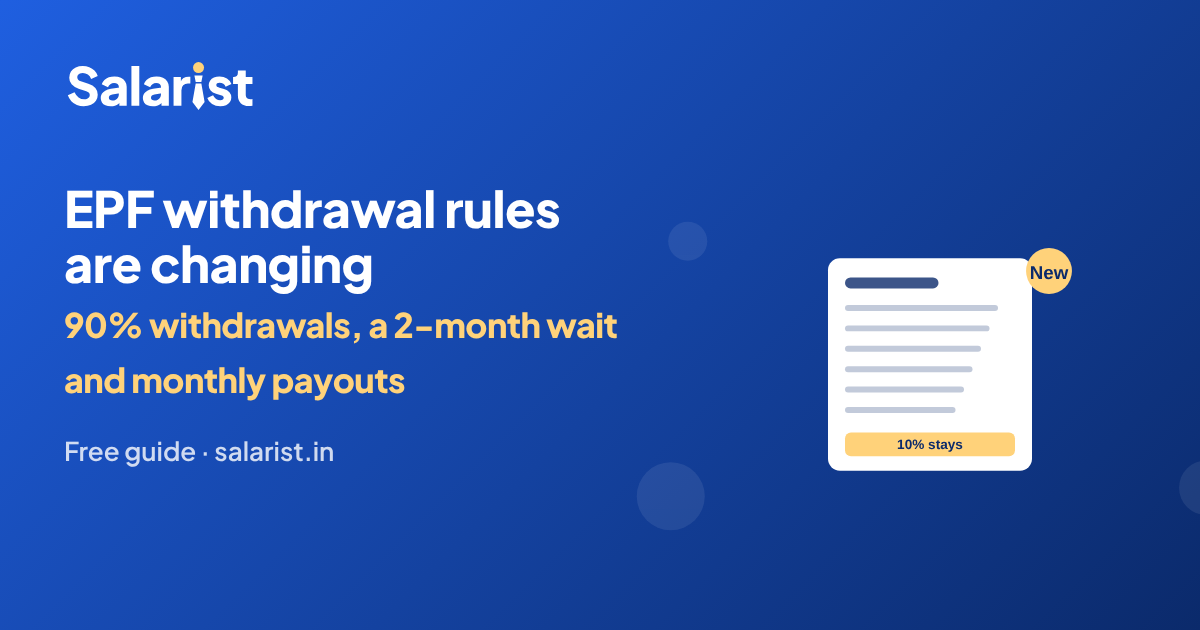 Salarist
EPF withdrawal rules
are changing
90% withdrawals, a 2-month wait
and monthly payouts
Free guide · salarist.in
New
10% stays